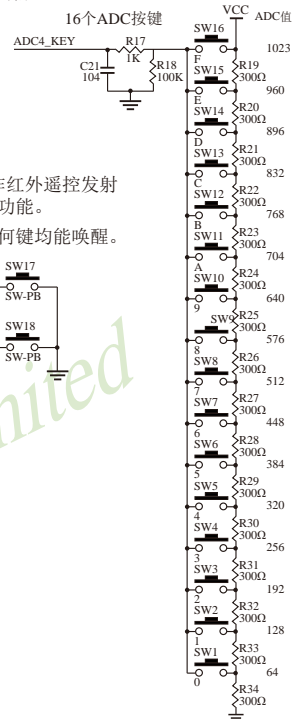 16个ADC按键
VCC
ADC值
ADC4_KEY
R17
1K
C21
104
R18
100K
SW16
F
1023
R19
300Ω
SW15
E
960
R20
300Ω
SW14
D
896
R21
300Ω
SW13
C
832
R22
300Ω
SW12
B
768
R23
300Ω
SW11
A
704
R24
300Ω
SW10
9
640
R25
300Ω
SW9
8
576
R26
300Ω
SW8
7
512
R27
300Ω
SW7
6
448
R28
300Ω
SW6
5
384
R29
300Ω
SW5
4
320
R30
300Ω
SW4
3
256
R31
300Ω
SW3
2
192
R32
300Ω
SW2
1
128
R33
300Ω
SW1
0
64
R34
300Ω
红外遥控发射
功能。
何键均能唤醒。
SW17
SW-PB
SW18
SW-PB
mited